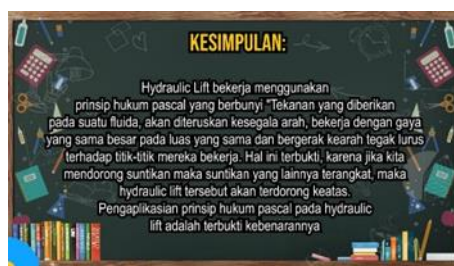 KESIMPULAN:
Hydraulic Lift bekerja menggunakan
prinsip hukum pascal yang berbunyi "Tekanan yang diberikan
pada suatu fluida, akan diteruskan kesegala arah, bekerja dengan gaya
yang sama besar pada luas yang sama dan bergerak kearah tegak lurus
terhadap titik-titik mereka bekerja. Hal ini terbukti, karena jika kita
mendorong suntikan maka suntikan yang lainnya terangkat, maka
hydraulic lift tersebut akan terdorong keatas.
Pengaplikasian prinsip hukum pascal pada hydraulic
lift adalah terbukti kebenarannya